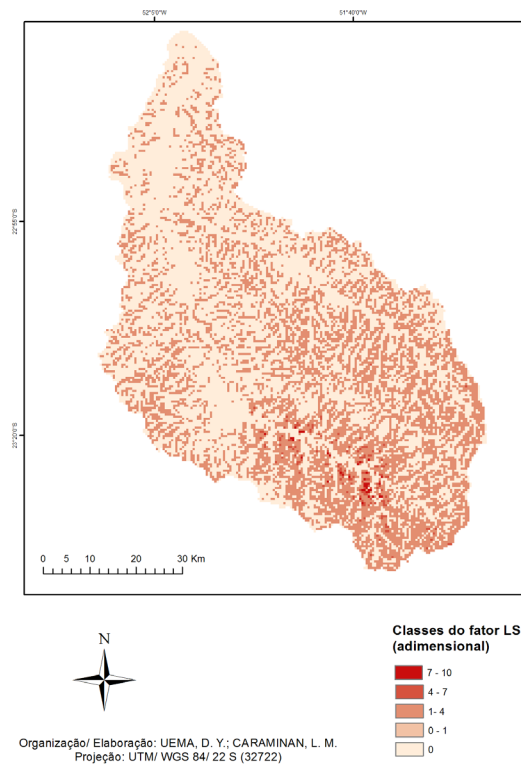 52°5'0"W 51°40'0"W
22°55'0"S
23°20'0"S
0 5 10 20 30 Km
N
Classes do fator LS
(adimensional)
7 - 10
4 - 7
1- 4
0 - 1
0
Organização/ Elaboração: UEMA, D. Y.; CARAMINAN, L. M.
Projeção: UTM/ WGS 84/ 22 S (32722)